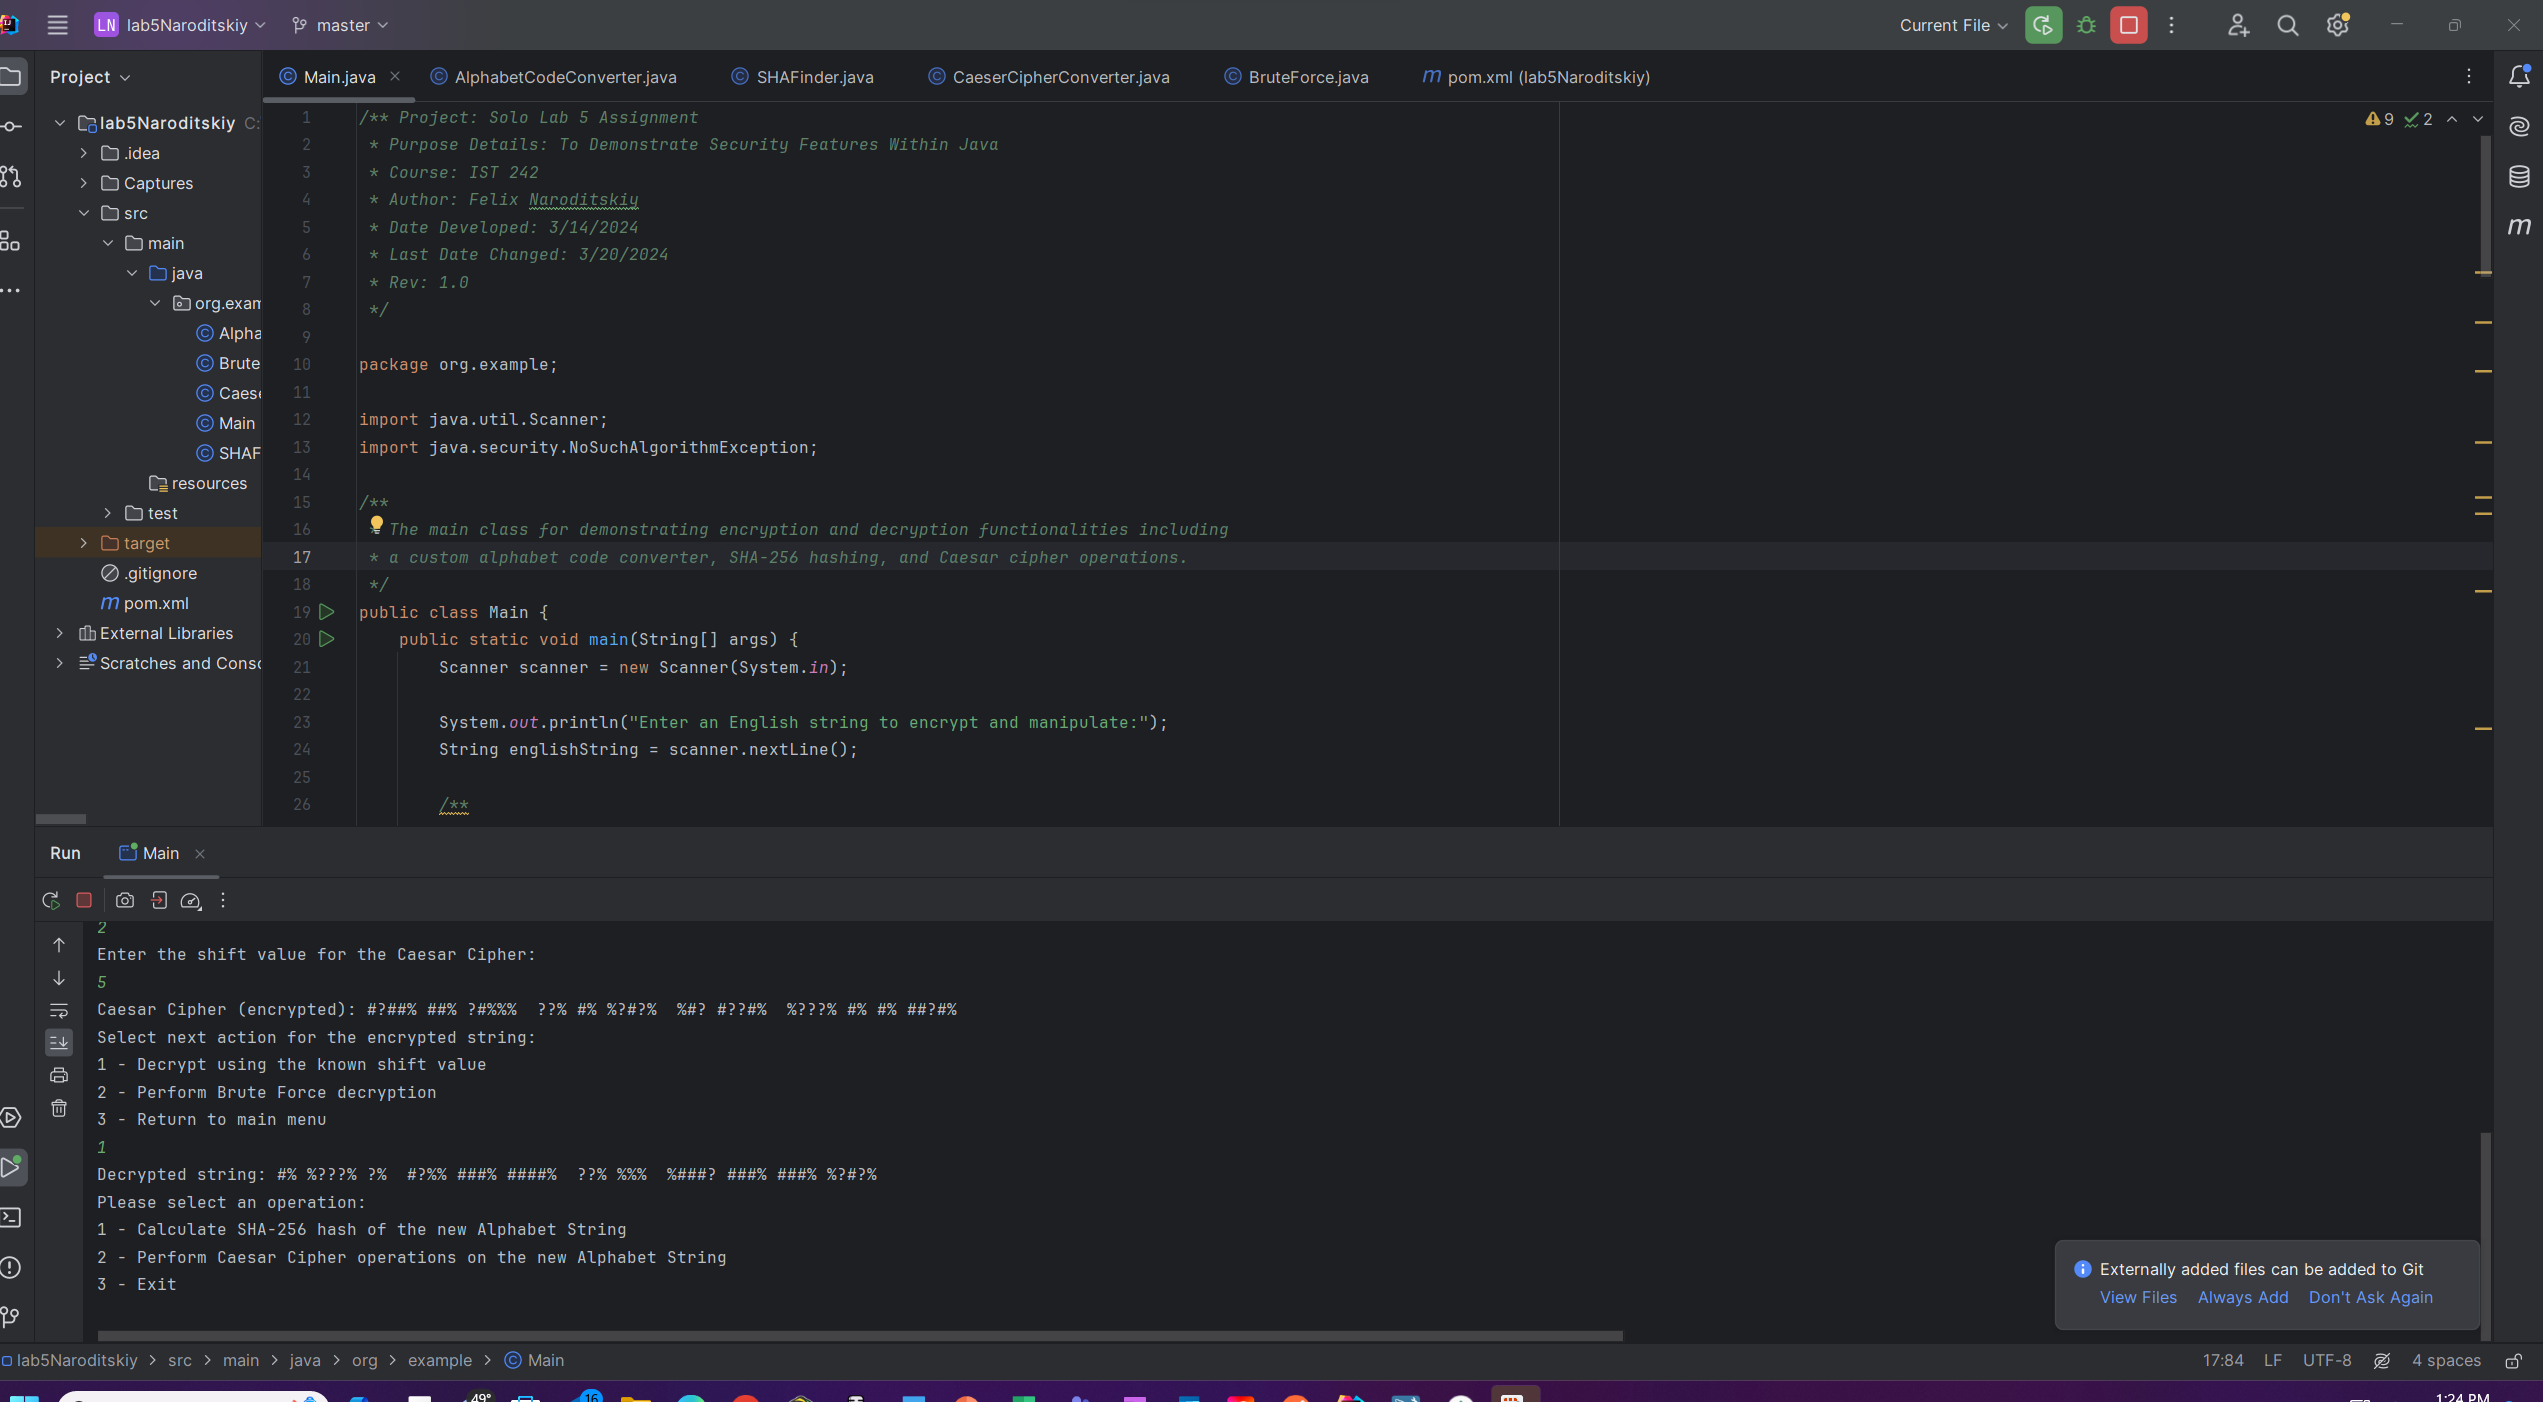 LN lab5Naroditskiy master Current File
Project
Main.java AlphabetCodeConverter.java SHAFinder.java CaeserCipherConverter.java BruteForce.java m pom.xml (lab5Naroditskiy)
lab5Naroditskiy C:
.idea
Captures
src
main
java
org.exam
Alpha
Brute
Caese
Main
SHAF
resources
test
target
.gitignore
m pom.xml
External Libraries
Scratches and Conso
9 2
1 /** Project: Solo Lab 5 Assignment
2 * Purpose Details: To Demonstrate Security Features Within Java
3 * Course: IST 242
4 * Author: Felix Naroditskiy
5 * Date Developed: 3/14/2024
6 * Last Date Changed: 3/20/2024
7 * Rev: 1.0
8 */
9
10 package org.example;
11
12 import java.util.Scanner;
13 import java.security.NoSuchAlgorithmException;
14
15 /**
16 The main class for demonstrating encryption and decryption functionalities including
17 * a custom alphabet code converter, SHA-256 hashing, and Caesar cipher operations.
18 */
19 public class Main {
20 public static void main(String[] args) {
21 Scanner scanner = new Scanner(System.in);
22
23 System.out.println("Enter an English string to encrypt and manipulate:");
24 String englishString = scanner.nextLine();
25
26 /**
m
Run Main
2
Enter the shift value for the Caesar Cipher:
5
Caesar Cipher (encrypted): #?##% ##% ?#%%%  ??% #% %?#?%  %#? #??#%  %???% #% #% ##?#%
Select next action for the encrypted string:
1 - Decrypt using the known shift value
2 - Perform Brute Force decryption
3 - Return to main menu
1
Decrypted string: #% %???% ?%  #?%% ###% ####%  ??% %%%  %###? ###% ###% %?#?%
Please select an operation:
1 - Calculate SHA-256 hash of the new Alphabet String
2 - Perform Caesar Cipher operations on the new Alphabet String
3 - Exit
Externally added files can be added to Git
View Files Always Add Don't Ask Again
lab5Naroditskiy > src > main > java > org > example > Main
17:84 LF UTF-8 4 spaces
49° 16 1:24 PM